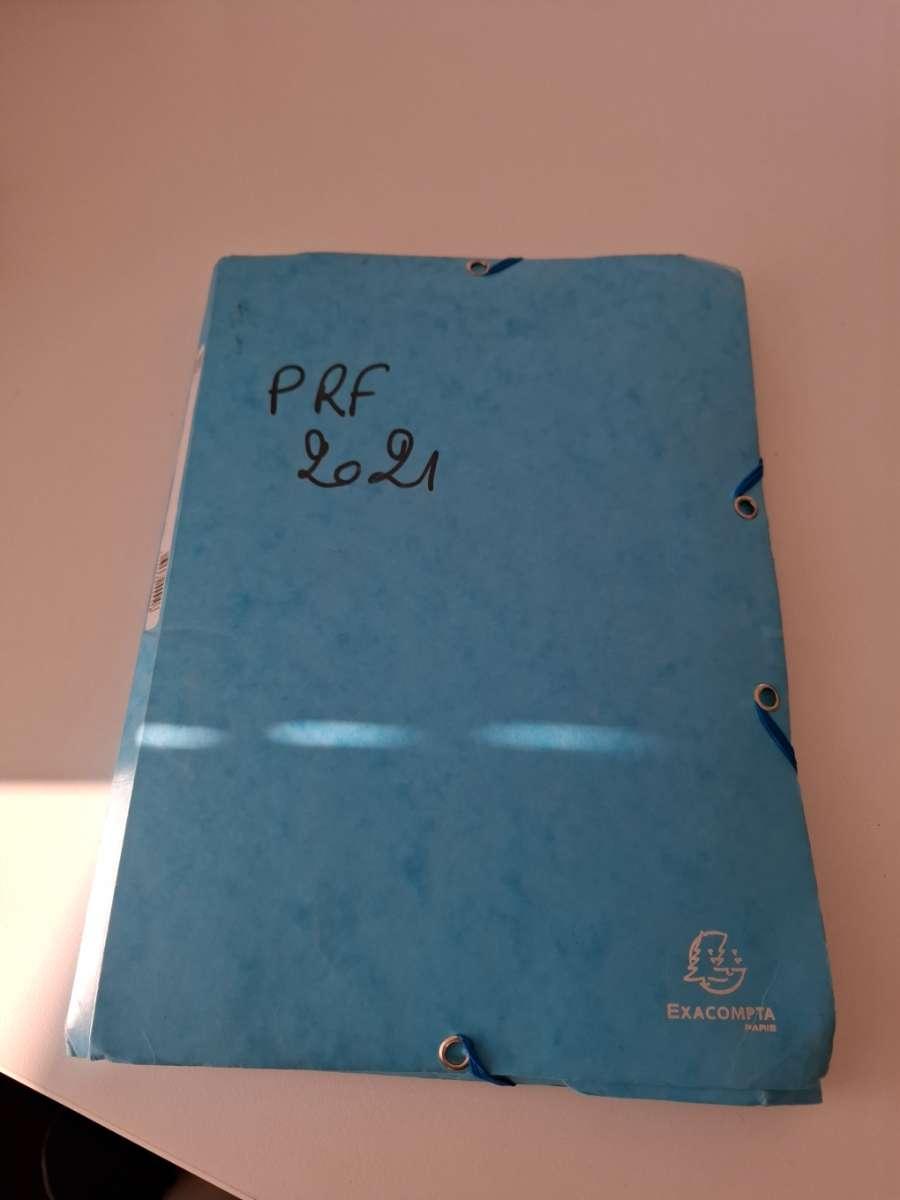 PRF
2021
EXACOMPTA
PARIS